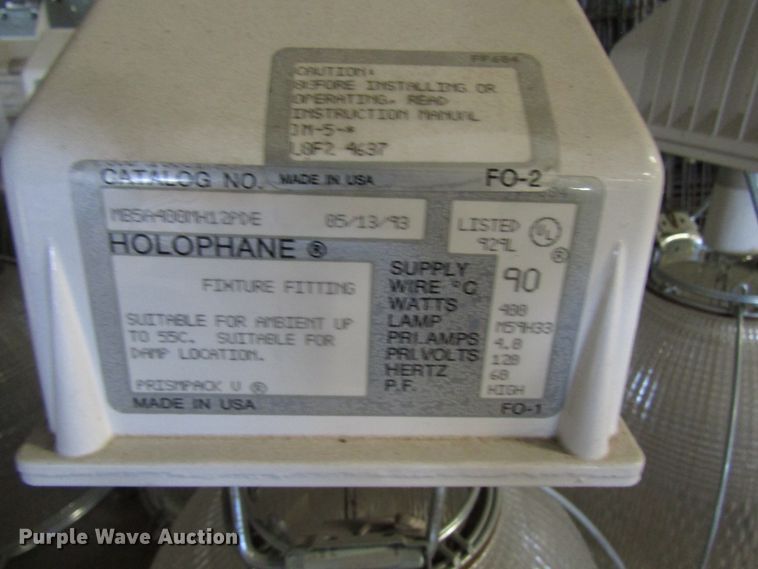 PF684
CAUTION:
BEFORE INSTALLING OR
OPERATING, READ
INSTRUCTION MANUAL
IM-5-*
L8F2 4637
CATALOG NO. MADE IN USA FO-2
MB5A400MH12PDE 05/13/93
LISTED UL
929L
HOLOPHANE ®
FIXTURE FITTING
SUITABLE FOR AMBIENT UP
TO 55C. SUITABLE FOR
DAMP LOCATION.
PRISMPACK V ®
SUPPLY
WIRE °C 90
WATTS 400
LAMP M59H33
PRI.AMPS 4.0
PRI.VOLTS 120
HERTZ 60
P.F. HIGH
MADE IN USA FO-1
Purple Wave Auction